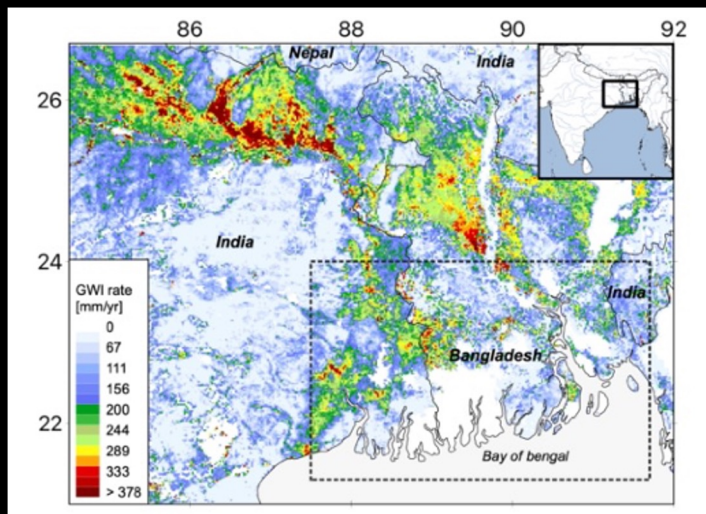 84 86 88 90 92
Nepal
India
26
India
24
GWI rate
[mm/yr]
India
0
67
111
Bangladesh
156
200
22
244
289
Bay of bengal
333
> 378